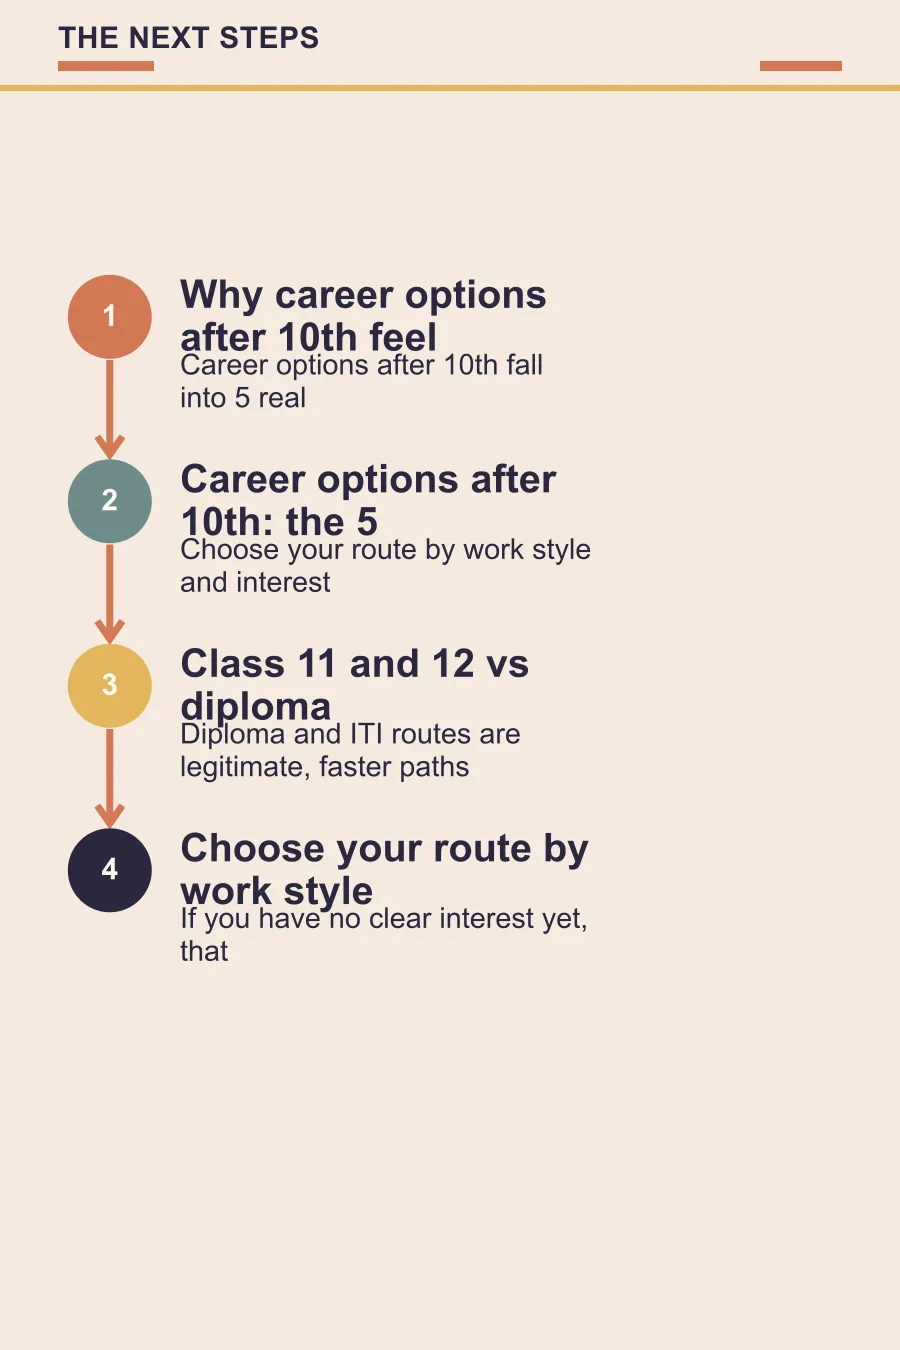 THE NEXT STEPS
1
Why career options
after 10th feel
Career options after 10th fall
into 5 real
2
Career options after
10th: the 5
Choose your route by work style
and interest
3
Class 11 and 12 vs
diploma
Diploma and ITI routes are
legitimate, faster paths
4
Choose your route by
work style
If you have no clear interest yet,
that